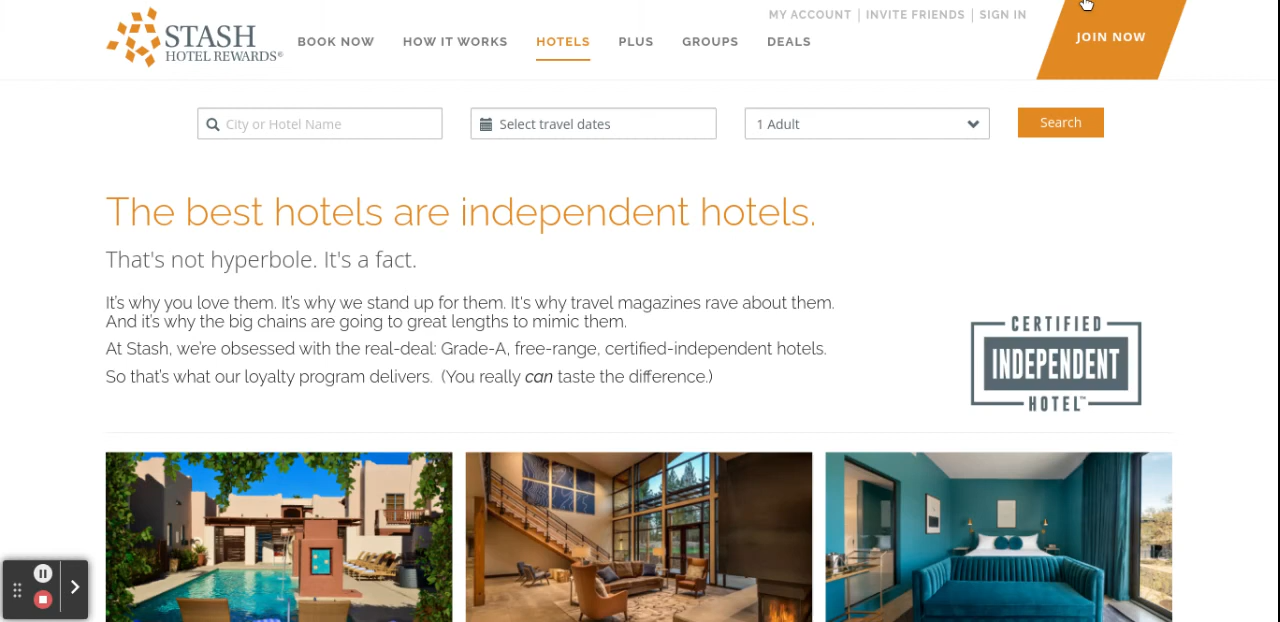 MY ACCOUNT | INVITE FRIENDS | SIGN IN
STASH
HOTEL REWARDS®
BOOK NOW HOW IT WORKS HOTELS PLUS GROUPS DEALS
JOIN NOW
City or Hotel Name
Select travel dates
1 Adult
Search
The best hotels are independent hotels.
That's not hyperbole. It's a fact.
It's why you love them. It's why we stand up for them. It's why travel magazines rave about them.
And it's why the big chains are going to great lengths to mimic them.
At Stash, we're obsessed with the real-deal: Grade-A, free-range, certified-independent hotels.
So that's what our loyalty program delivers. (You really can taste the difference.)
CERTIFIED
INDEPENDENT
HOTEL™